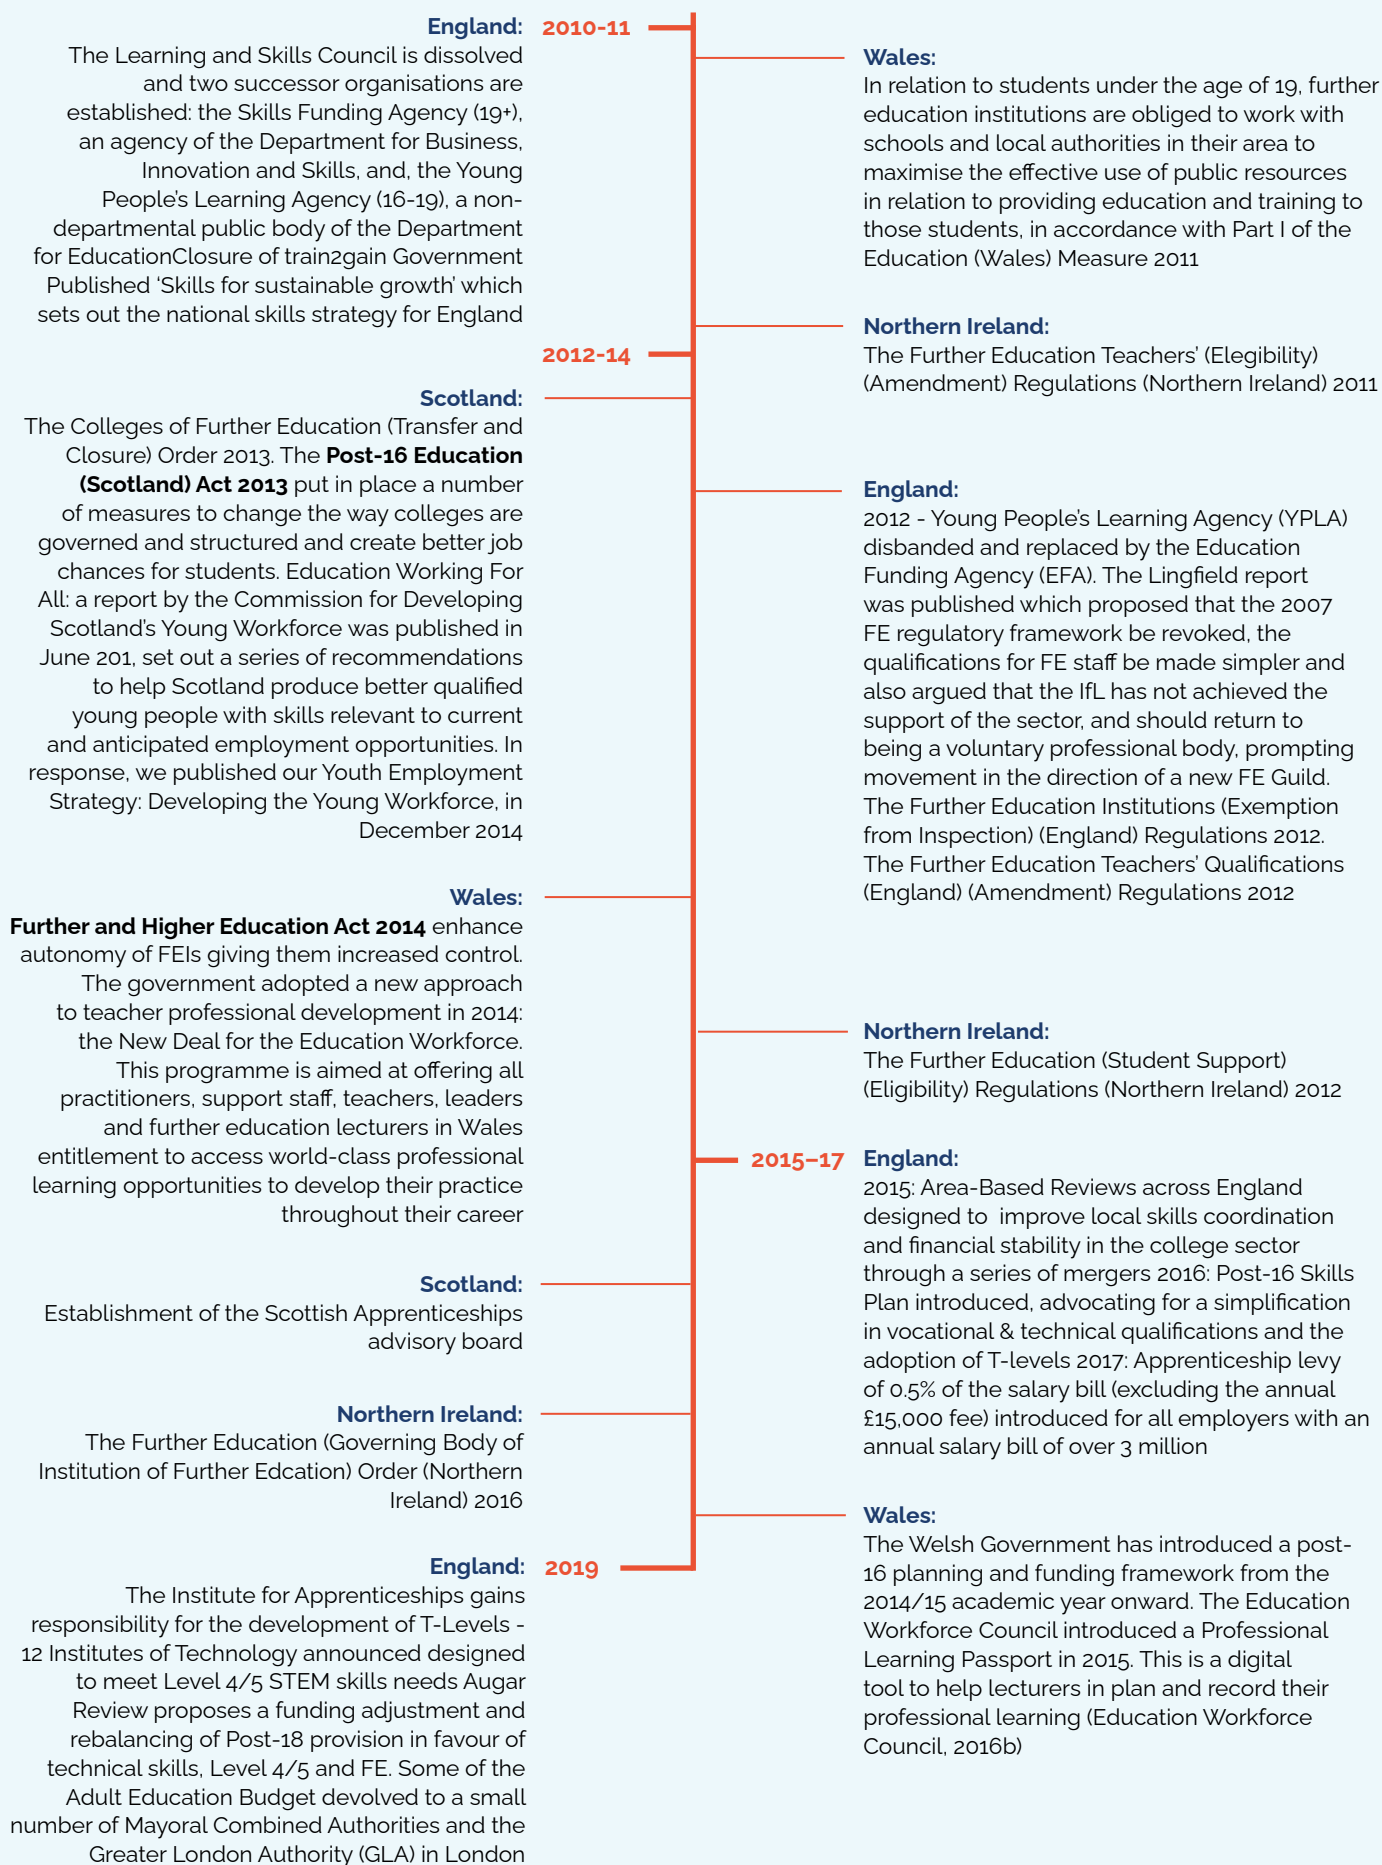 England:
2010-11
The Learning and Skills Council is dissolved
and two successor organisations are
established: the Skills Funding Agency (19+),
an agency of the Department for Business,
Innovation and Skills, and, the Young
People's Learning Agency (16-19), a non-
departmental public body of the Department
for EducationClosure of train2gain Government
Published ‘Skills for sustainable growth’ which
sets out the national skills strategy for England
Wales:
In relation to students under the age of 19, further
education institutions are obliged to work with
schools and local authorities in their area to
maximise the effective use of public resources
in relation to providing education and training to
those students, in accordance with Part I of the
Education (Wales) Measure 2011
Northern Ireland:
The Further Education Teachers’ (Elegibility)
(Amendment) Regulations (Northern Ireland) 2011
2012-14
Scotland:
The Colleges of Further Education (Transfer and
Closure) Order 2013. The Post-16 Education
(Scotland) Act 2013 put in place a number
of measures to change the way colleges are
governed and structured and create better job
chances for students. Education Working For
All: a report by the Commission for Developing
Scotland’s Young Workforce was published in
June 201, set out a series of recommendations
to help Scotland produce better qualified
young people with skills relevant to current
and anticipated employment opportunities. In
response, we published our Youth Employment
Strategy: Developing the Young Workforce, in
December 2014
England:
2012 - Young People’s Learning Agency (YPLA)
disbanded and replaced by the Education
Funding Agency (EFA). The Lingfield report
was published which proposed that the 2007
FE regulatory framework be revoked, the
qualifications for FE staff be made simpler and
also argued that the IfL has not achieved the
support of the sector, and should return to
being a voluntary professional body, prompting
movement in the direction of a new FE Guild.
The Further Education Institutions (Exemption
from Inspection) (England) Regulations 2012.
The Further Education Teachers’ Qualifications
(England) (Amendment) Regulations 2012
Wales:
Further and Higher Education Act 2014 enhance
autonomy of FEIs giving them increased control.
The government adopted a new approach
to teacher professional development in 2014:
the New Deal for the Education Workforce.
This programme is aimed at offering all
practitioners, support staff, teachers, leaders
and further education lecturers in Wales
entitlement to access world-class professional
learning opportunities to develop their practice
throughout their career
Northern Ireland:
The Further Education (Student Support)
(Eligibility) Regulations (Northern Ireland) 2012
2015–17
England:
2015: Area-Based Reviews across England
designed to  improve local skills coordination
and financial stability in the college sector
through a series of mergers 2016: Post-16 Skills
Plan introduced, advocating for a simplification
in vocational & technical qualifications and the
adoption of T-levels 2017: Apprenticeship levy
of 0.5% of the salary bill (excluding the annual
£15,000 fee) introduced for all employers with an
annual salary bill of over 3 million
Scotland:
Establishment of the Scottish Apprenticeships
advisory board
Northern Ireland:
The Further Education (Governing Body of
Institution of Further Edcation) Order (Northern
Ireland) 2016
Wales:
The Welsh Government has introduced a post-
16 planning and funding framework from the
2014/15 academic year onward. The Education
Workforce Council introduced a Professional
Learning Passport in 2015. This is a digital
tool to help lecturers in plan and record their
professional learning (Education Workforce
Council, 2016b)
England:
2019
The Institute for Apprenticeships gains
responsibility for the development of T-Levels -
12 Institutes of Technology announced designed
to meet Level 4/5 STEM skills needs Augar
Review proposes a funding adjustment and
rebalancing of Post-18 provision in favour of
technical skills, Level 4/5 and FE. Some of the
Adult Education Budget devolved to a small
number of Mayoral Combined Authorities and the
Greater London Authority (GLA) in London